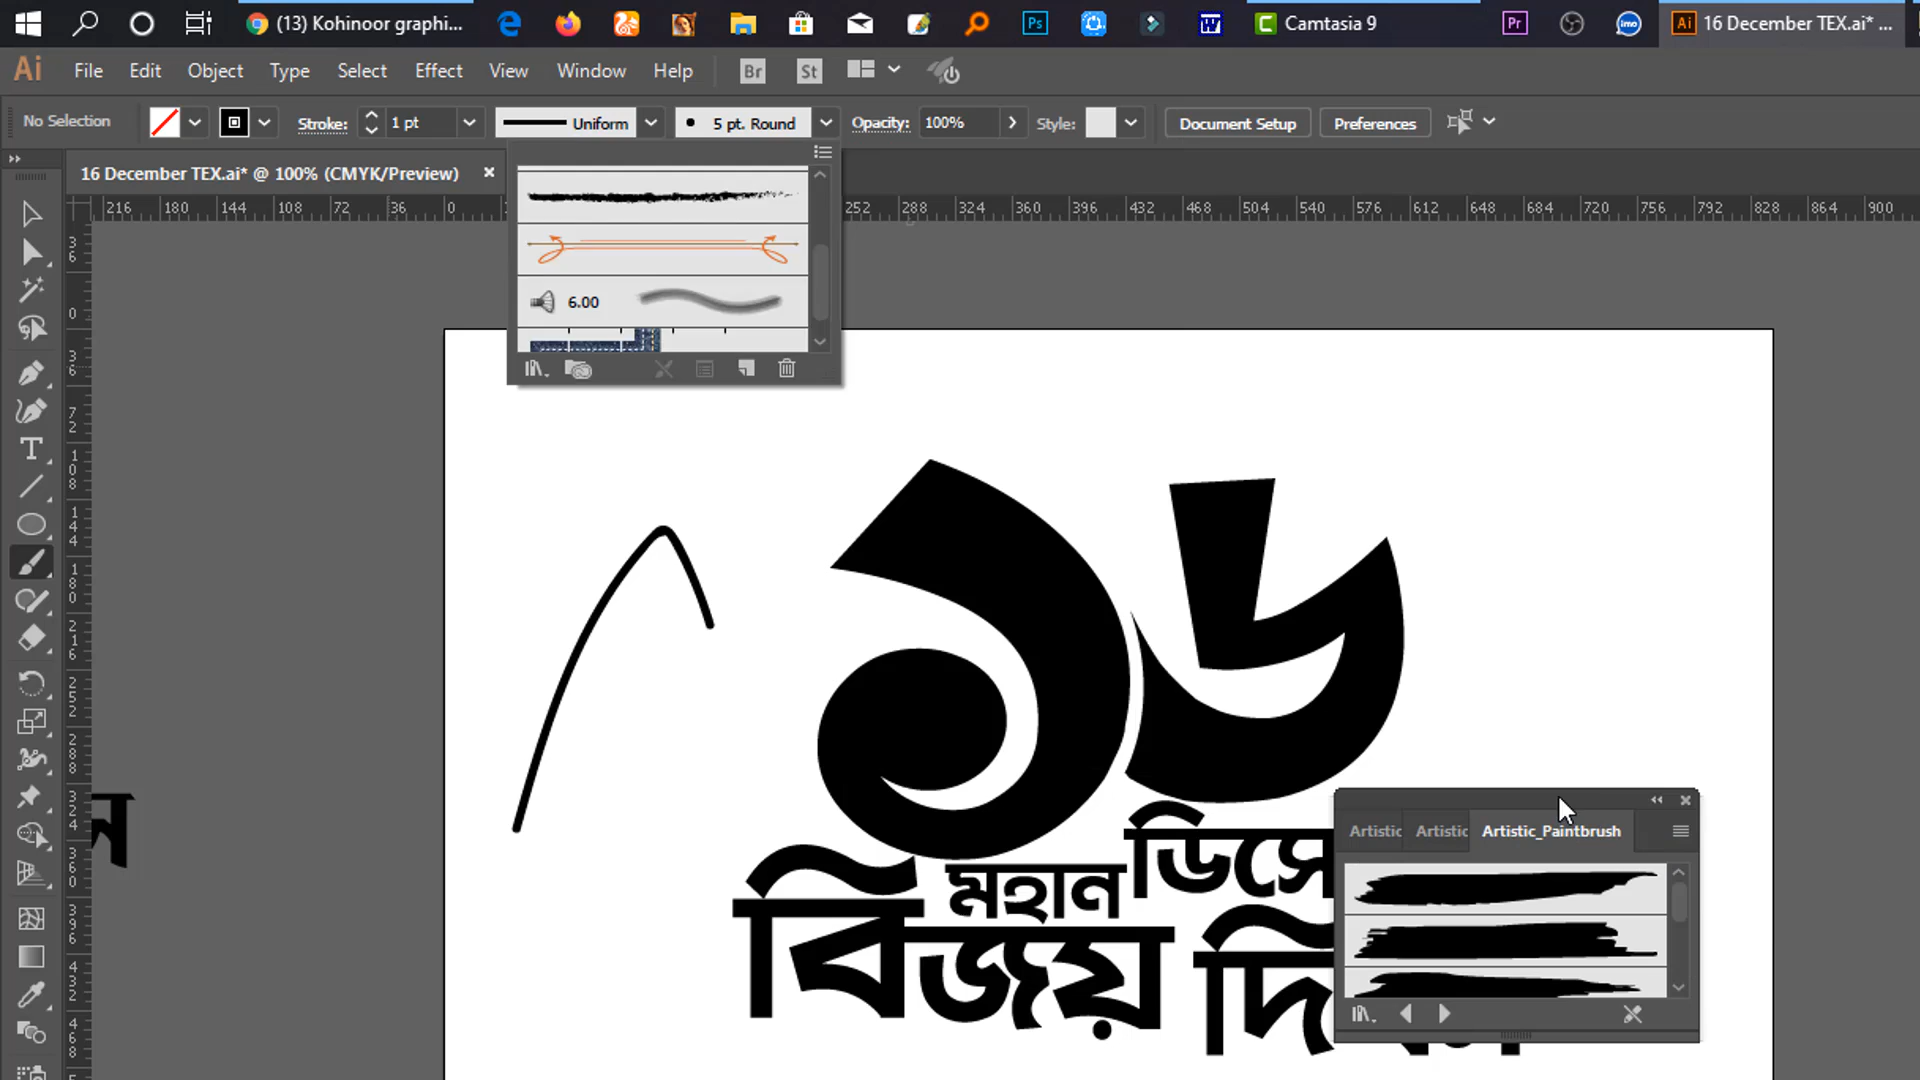 (13) Kohinoor graphi...
Camtasia 9
16 December TEX.ai* ...
Ai File Edit Object Type Select Effect View Window Help Br St
No Selection Stroke: 1 pt Uniform 5 pt. Round Opacity: 100% Style: Document Setup Preferences
16 December TEX.ai* @ 100% (CMYK/Preview)
216 180 144 108 72 36 0 252 288 324 360 396 432 468 504 540 576 612 648 684 720 756 792 828 864 900
6.00
১৬
ডিসে
মহান
বিজয়
Artistic Artistic Artistic_Paintbrush